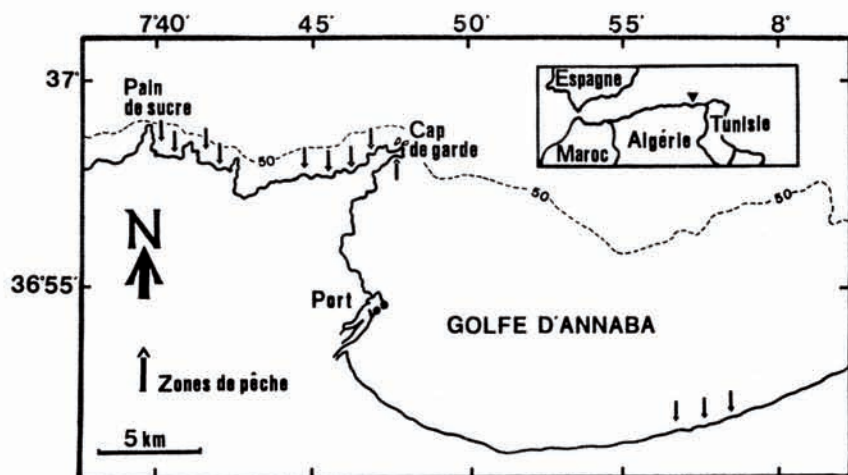 7°40' 45' 50' 55' 8°
37°
Pain
de sucre
50
Cap
de garde
Espagne
Maroc
Algérie
Tunisie
50
50
N
36°55'
Port
GOLFE D'ANNABA
Zones de pêche
5 km